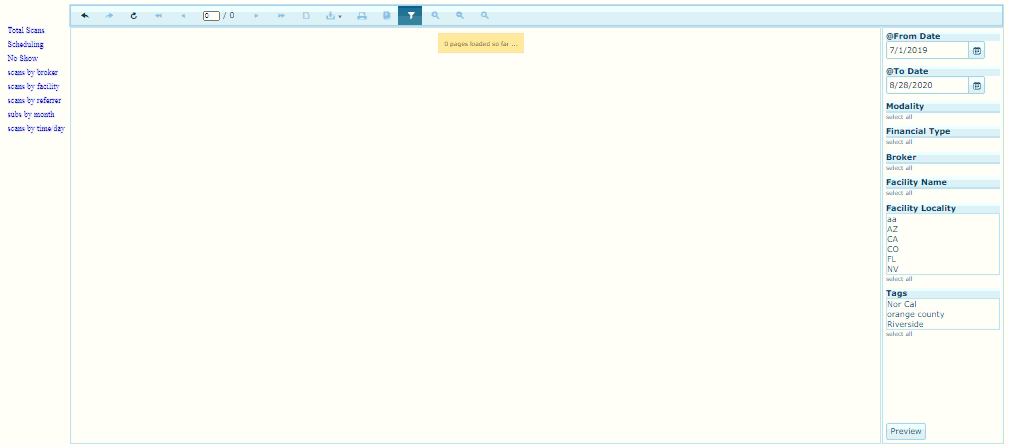 0 / 0
Total Scans
Scheduling
No Show
scans by broker
scans by facility
scans by referrer
subs by month
scans by time/day
0 pages loaded so far ...
@From Date
7/1/2019
@To Date
8/28/2020
Modality
select all
Financial Type
select all
Broker
select all
Facility Name
select all
Facility Locality
aa
AZ
CA
CO
FL
NV
select all
Tags
Nor Cal
orange county
Riverside
select all
Preview